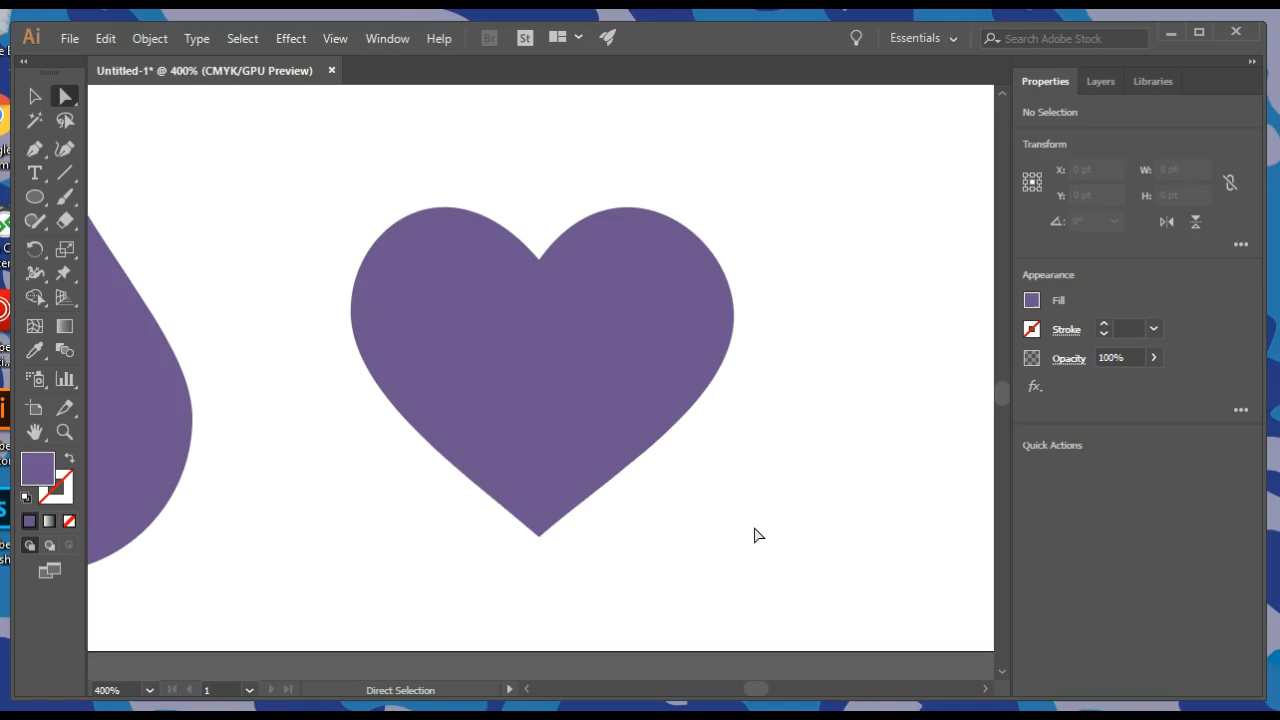 Ai File Edit Object Type Select Effect View Window Help Br St Essentials Search Adobe Stock
Untitled-1* @ 400% (CMYK/GPU Preview)
Properties Layers Libraries
No Selection
Transform
X: 0 pt W: 0 pt
Y: 0 pt H: 0 pt
0°
Appearance
Fill
Stroke
Opacity 100%
fx.
Quick Actions
400% 1 Direct Selection